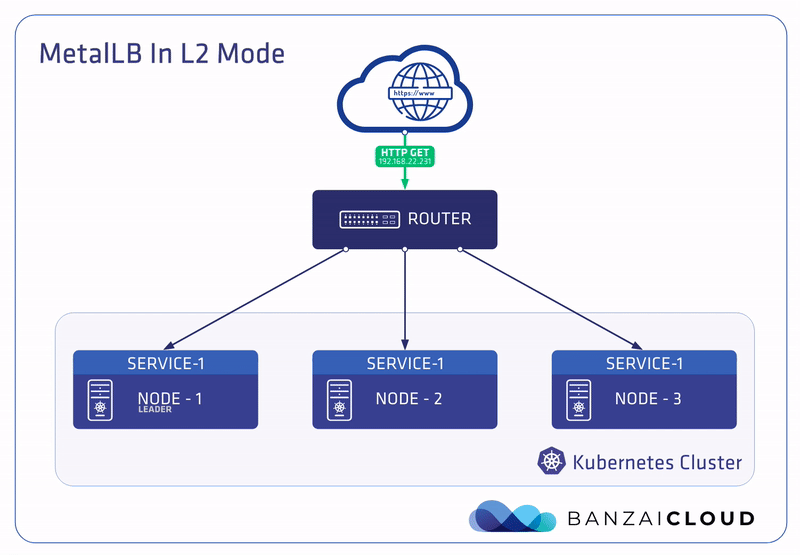 MetalLB In L2 Mode
https://www
HTTP GET
192.168.22.231
ROUTER
SERVICE-1
NODE - 1
LEADER
SERVICE-1
NODE - 2
SERVICE-1
NODE - 3
Kubernetes Cluster
BANZAICLOUD